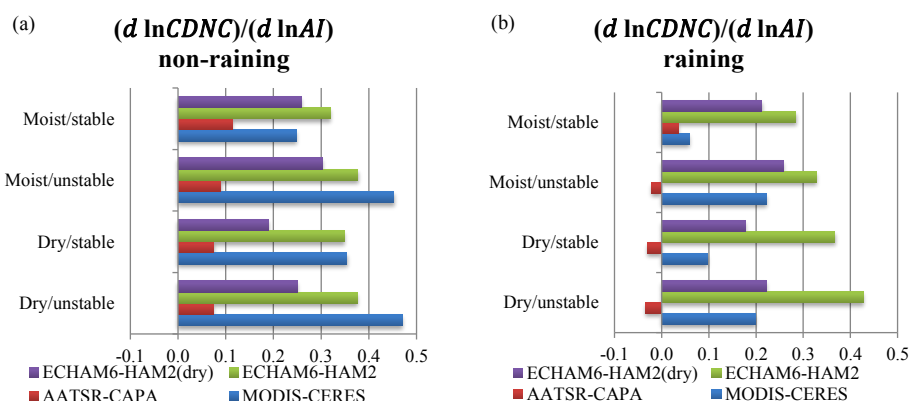 (a)
(d lnCDNC)/(d lnAI)
non-raining
Moist/stable
Moist/unstable
Dry/stable
Dry/unstable
-0.1 0.0 0.1 0.2 0.3 0.4 0.5
ECHAM6-HAM2(dry) ECHAM6-HAM2
AATSR-CAPA MODIS-CERES
(b)
(d lnCDNC)/(d lnAI)
raining
Moist/stable
Moist/unstable
Dry/stable
Dry/unstable
-0.1 0.0 0.1 0.2 0.3 0.4 0.5
ECHAM6-HAM2(dry) ECHAM6-HAM2
AATSR-CAPA MODIS-CERES